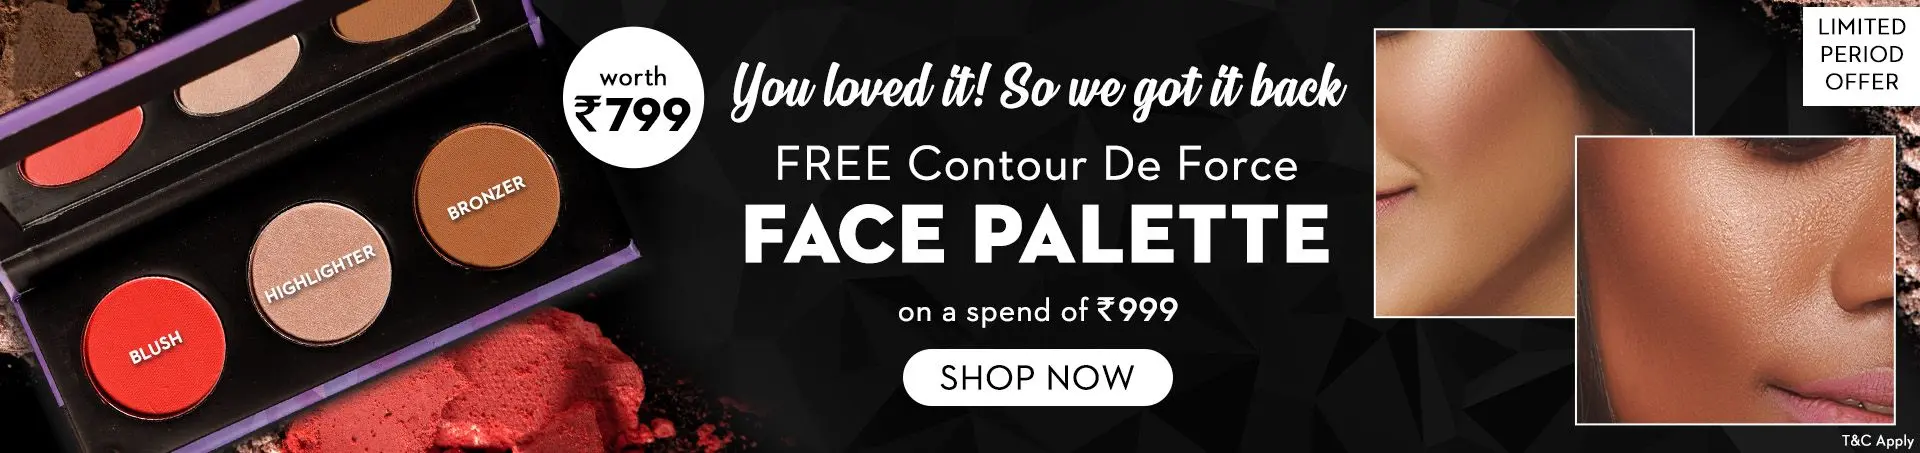 worth
₹799
You loved it! So we got it back
FREE Contour De Force
FACE PALETTE
on a spend of ₹999
SHOP NOW
BLUSH
HIGHLIGHTER
BRONZER
LIMITED
PERIOD
OFFER
T&C Apply